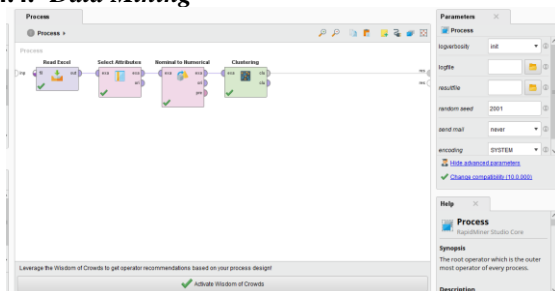 Data Mining
Process
Process
Process
Read Excel
Select Attributes
Nominal to Numerical
Clustering
Leverage the Wisdom of Crowds to get operator recommendations based on your process design!
Activate Wisdom of Crowds
Parameters
Process
logverbosity
init
logfile
resultfile
random seed
2001
send mail
never
encoding
SYSTEM
Hide advanced parameters
Change compatibility (10.0.000)
Help
Process
RapidMiner Studio Core
Synopsis
The root operator which is the outer
most operator of every process.
Description